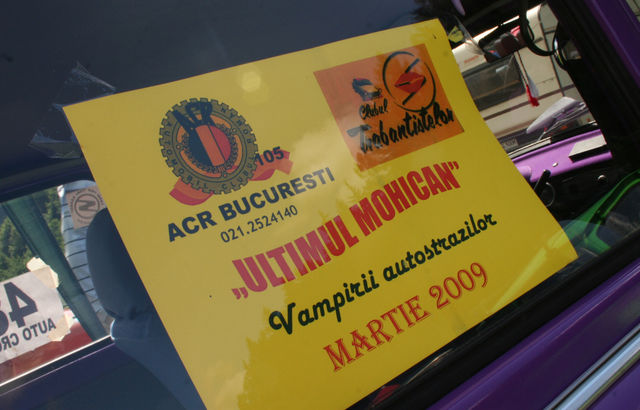 105
ACR BUCURESTI
021.2524140
Clubul
Trabantistelor
„ULTIMUL MOHICAN”
Vampirii autostrazilor
MARTIE 2009
AUTO